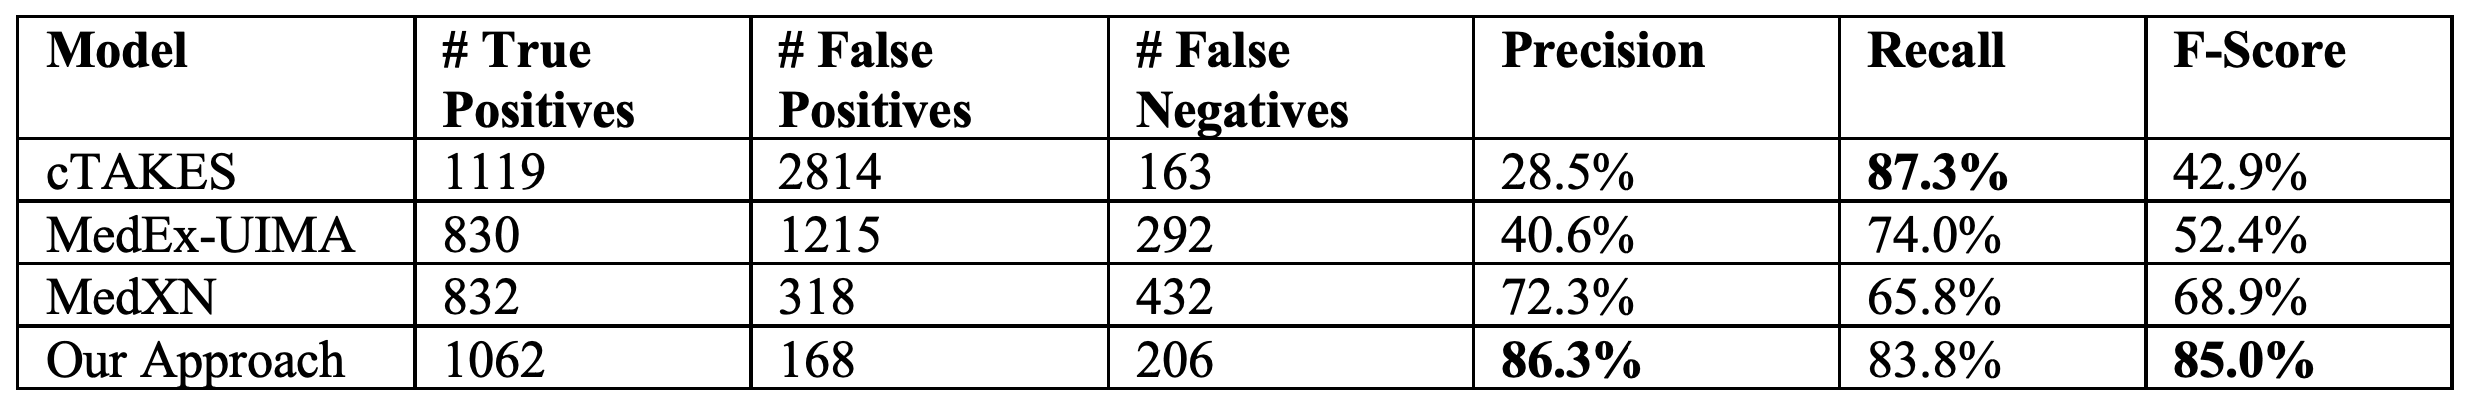 Model # True Positives # False Positives # False Negatives Precision Recall F-Score
cTAKES 1119 2814 163 28.5% 87.3% 42.9%
MedEx-UIMA 830 1215 292 40.6% 74.0% 52.4%
MedXN 832 318 432 72.3% 65.8% 68.9%
Our Approach 1062 168 206 86.3% 83.8% 85.0%